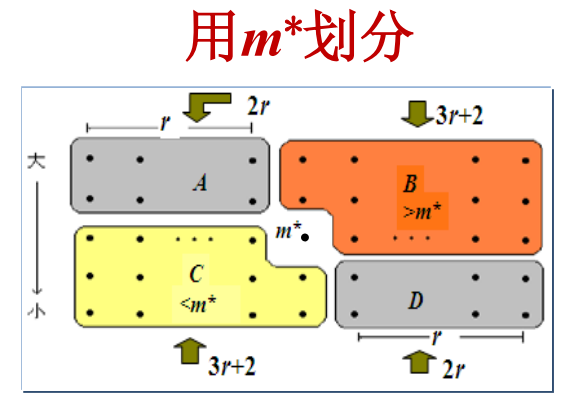 用m*划分
r
2r
3r+2
大
A
B
>m*
m*
. . .
. . .
C
<m*
D
小
r
3r+2
2r